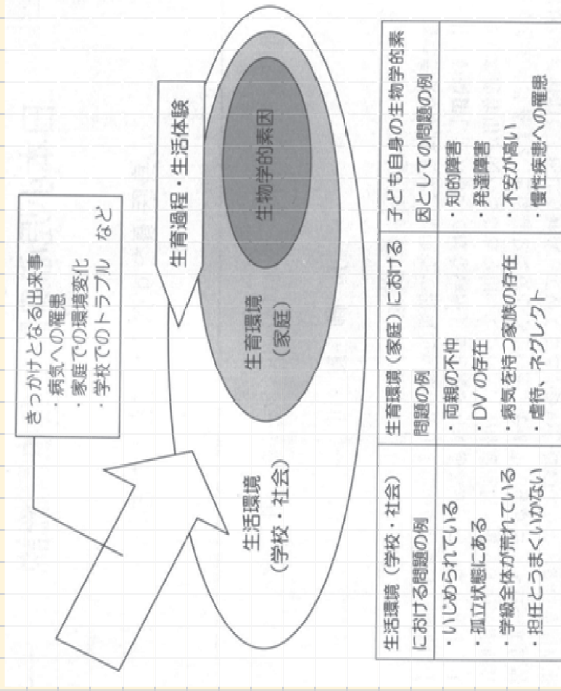 きっかけとなる出来事
・病気への罹患
・家庭での環境変化
・学校でのトラブル　など
生育過程・生活体験
生活環境
（学校・社会）
生育環境
（家庭）
生物学的素因
生活環境（学校・社会）
における問題の例
・いじめられている
・孤立状態にある
・学級全体が荒れている
・担任とうまくいかない
生育環境（家庭）における
問題の例
・両親の不仲
・DVの存在
・病気を持つ家族の存在
・虐待、ネグレクト
子ども自身の生物学的素
因としての問題の例
・知的障害
・発達障害
・不安が高い
・慢性疾患への罹患